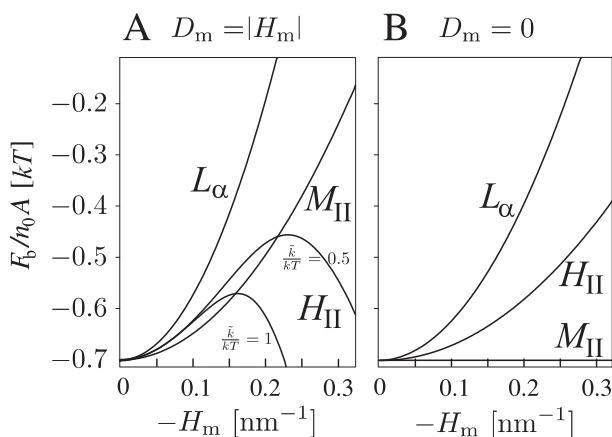 A D_m = |H_m|
B D_m = 0
F_b/n_0A [kT]
−0.2
−0.3
−0.4
−0.5
−0.6
−0.7
L_α
M_II
k̃/kT = 0.5
H_II
k̃/kT = 1
L_α
H_II
M_II
0 0.1 0.2 0.3
0 0.1 0.2 0.3
−H_m [nm⁻¹]
−H_m [nm⁻¹]